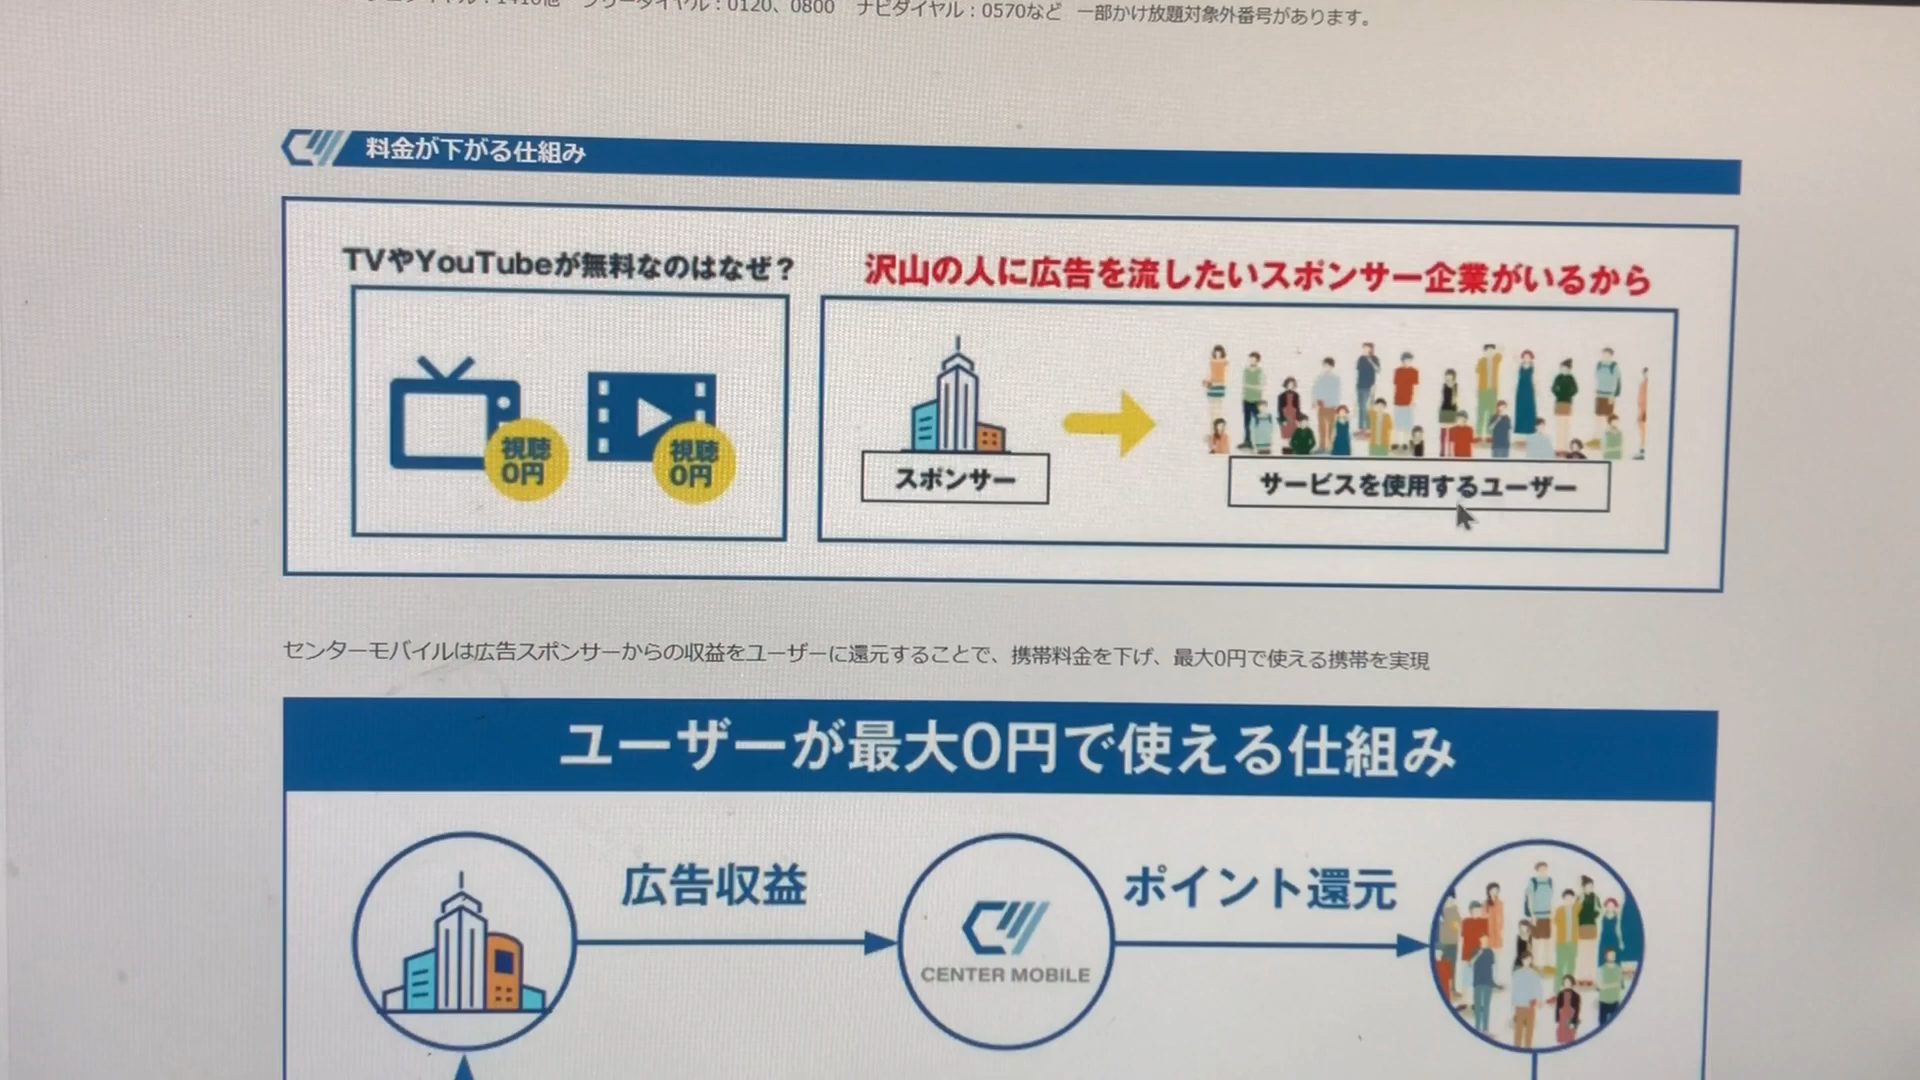 フリーダイヤル：0120、0800 ナビダイヤル：0570など 一部かけ放題対象外番号があります。
料金が下がる仕組み
TVやYouTubeが無料なのはなぜ？
沢山の人に広告を流したいスポンサー企業がいるから
視聴
0円
視聴
0円
スポンサー
サービスを使用するユーザー
センターモバイルは広告スポンサーからの収益をユーザーに還元することで、携帯料金を下げ、最大0円で使える携帯を実現
ユーザーが最大0円で使える仕組み
広告収益
CENTER MOBILE
ポイント還元